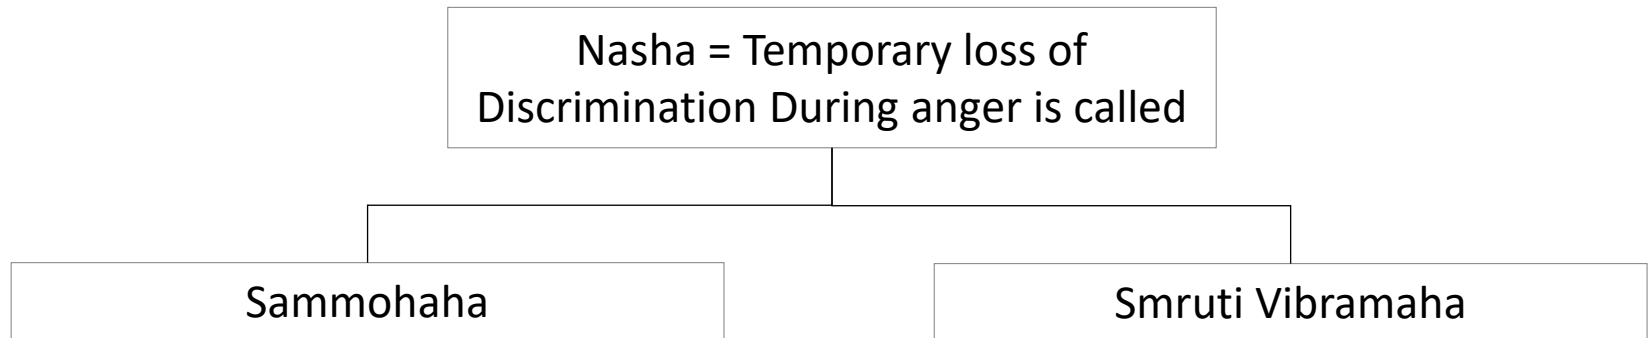 Nasha = Temporary loss of
Discrimination During anger is called
Sammohaha
Smruti Vibramaha